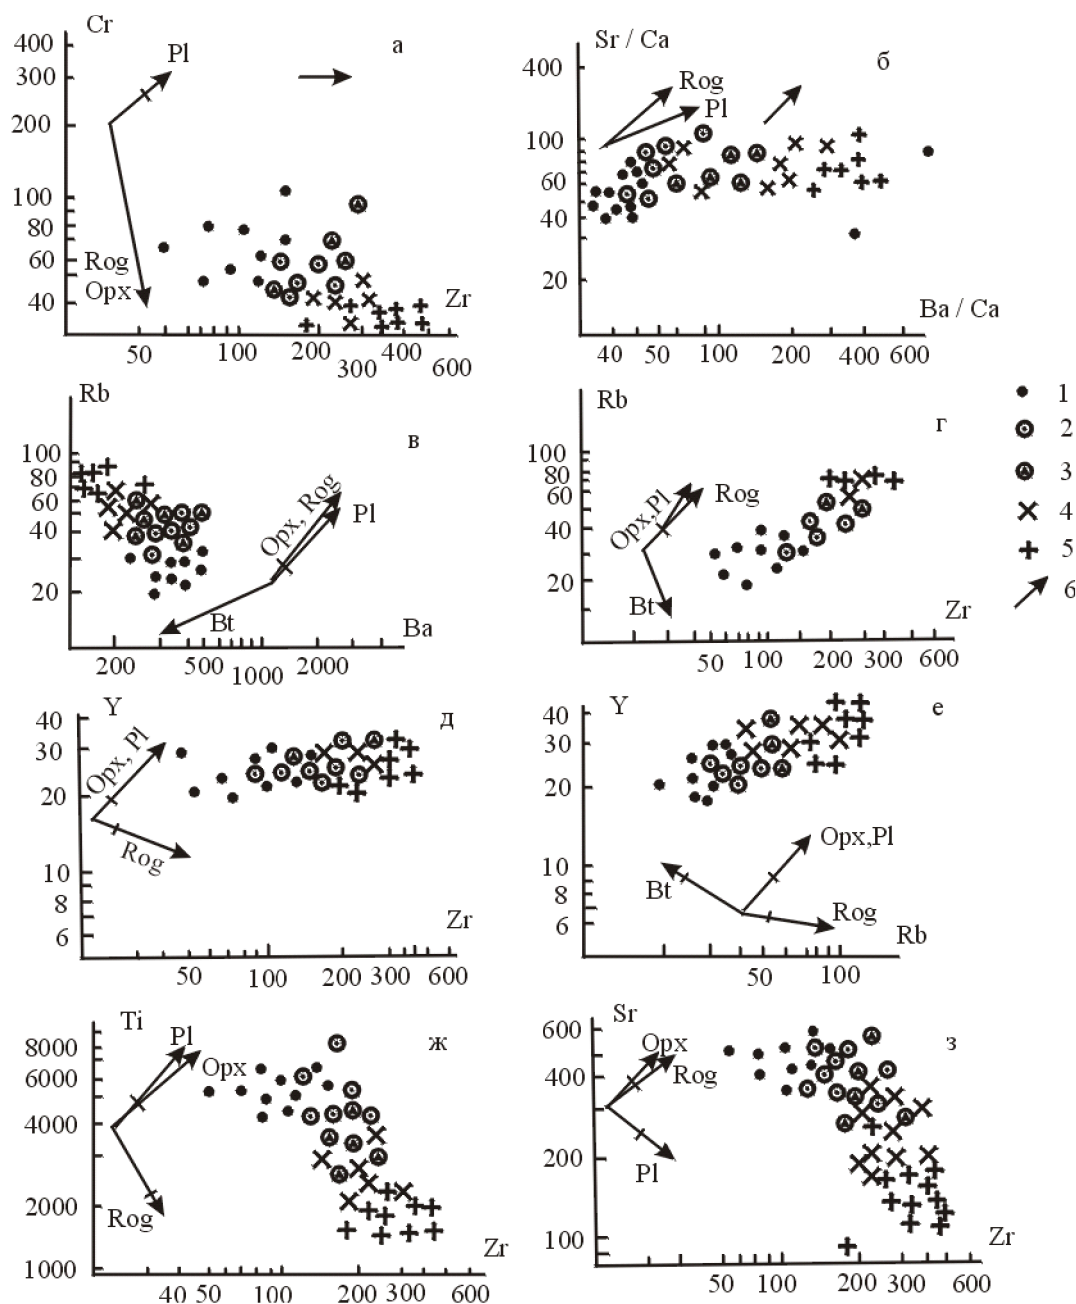 Cr
а
400
300
200
100
80
60
40
Pl
Rog
Opx
Zr
50 100 200 300 400 600
Sr / Ca
б
400
100
60
40
20
Rog
Pl
Ba / Ca
40 50 100 200 400 600
Rb
в
100
80
60
40
20
Opx, Rog
Pl
Bt
Ba
200 500 1000 2000
Rb
г
100
80
60
40
20
Opx,Pl
Rog
Bt
Zr
50 100 200 300 600
1
2
3
4
5
6
Y
д
40
30
20
10
8
6
Opx, Pl
Rog
Zr
50 100 200 300 600
Y
е
40
30
20
10
8
6
Opx,Pl
Bt
Rog
Rb
50 100
Ti
ж
8000
6000
4000
2000
1000
Pl
Opx
Rog
Zr
40 50 100 200 400 600
Sr
з
600
400
200
100
Opx
Rog
Pl
Zr
50 100 200 300 600